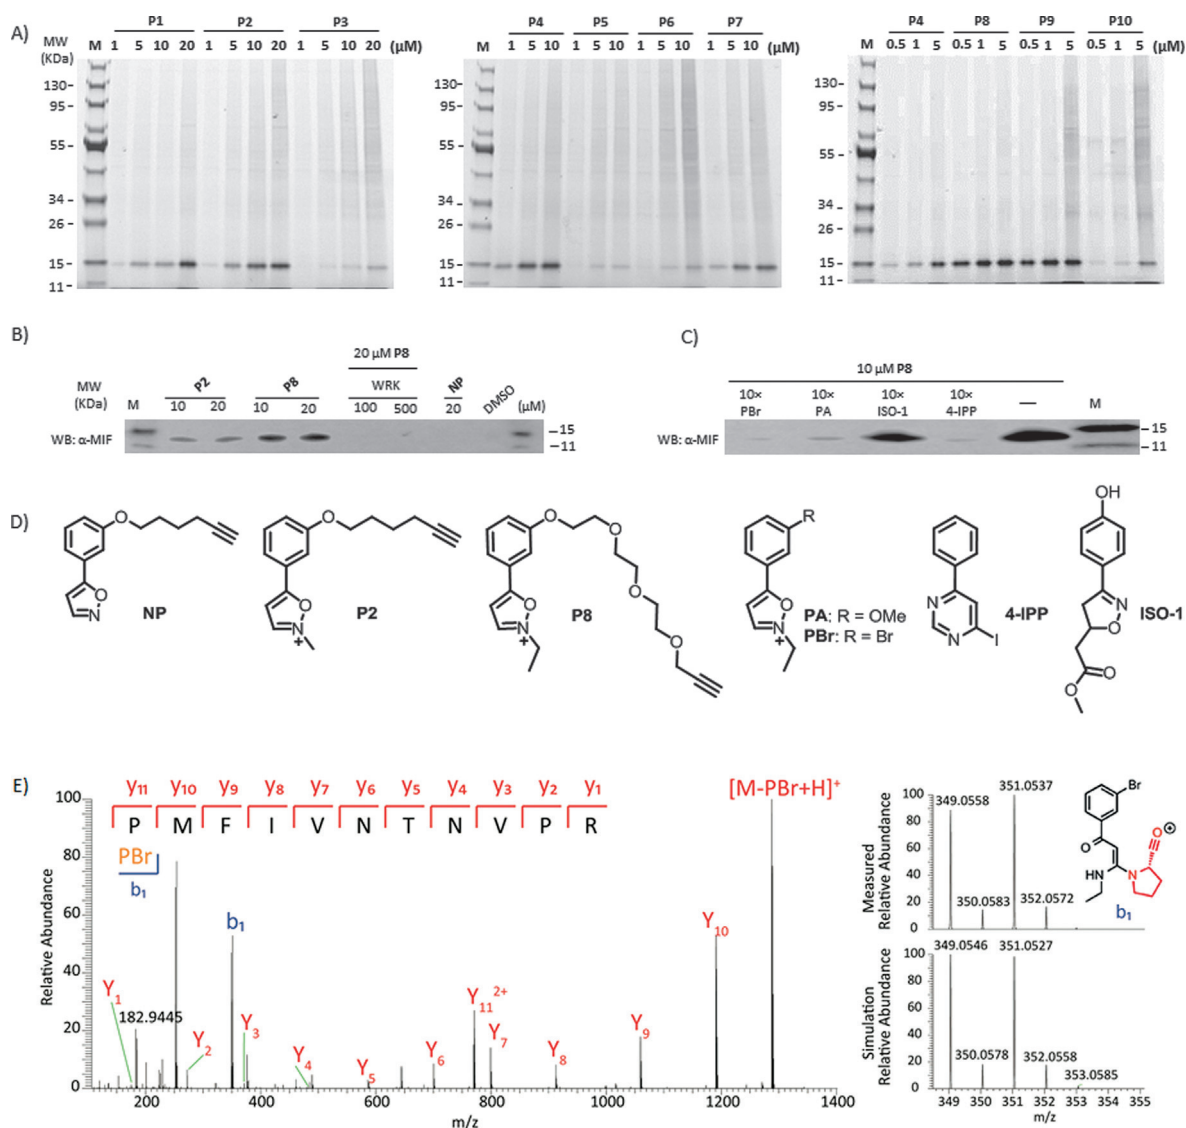 A)
P1 P2 P3
MW (KDa) M 1 5 10 20 1 5 10 20 1 5 10 20 (µM)
130
95
55
34
26
15
11
P4 P5 P6 P7
M 1 5 10 1 5 10 1 5 10 1 5 10 (µM)
130
95
55
34
26
15
11
P4 P8 P9 P10
M 0.5 1 5 0.5 1 5 0.5 1 5 0.5 1 5 (µM)
130
95
55
34
26
15
11
B)
20 µM P8
MW (KDa) M P2 P8 WRK NP DMSO
10 20 10 20 100 500 20 (µM)
WB: α-MIF
15
11
C)
10 µM P8
10× PBr 10× PA 10× ISO-1 10× 4-IPP — M
WB: α-MIF
15
11
D)
O O N NP
O O N + P2
O O O O O N + P8
R O N + PA: R = OMe
PBr: R = Br
N N I 4-IPP
OH N O O O ISO-1
E)
y11 y10 y9 y8 y7 y6 y5 y4 y3 y2 y1
P M F I V N T N V P R
PBr
b1
[M-PBr+H]+
Relative Abundance
100
80
60
40
20
0
Y1 182.9445 Y2 b1 Y3 Y4 Y5 Y6 Y11 2+ Y7 Y8 Y9 Y10
200 400 600 800 1000 1200 1400
m/z
Measured
Relative Abundance
100
80
60
40
20
0
349.0558 351.0537
350.0583 352.0572
Br O HN N O ⊕
b1
Simulation
Relative Abundance
100
80
60
40
20
0
349.0546 351.0527
350.0578 352.0558 353.0585
349 350 351 352 353 354 355
m/z